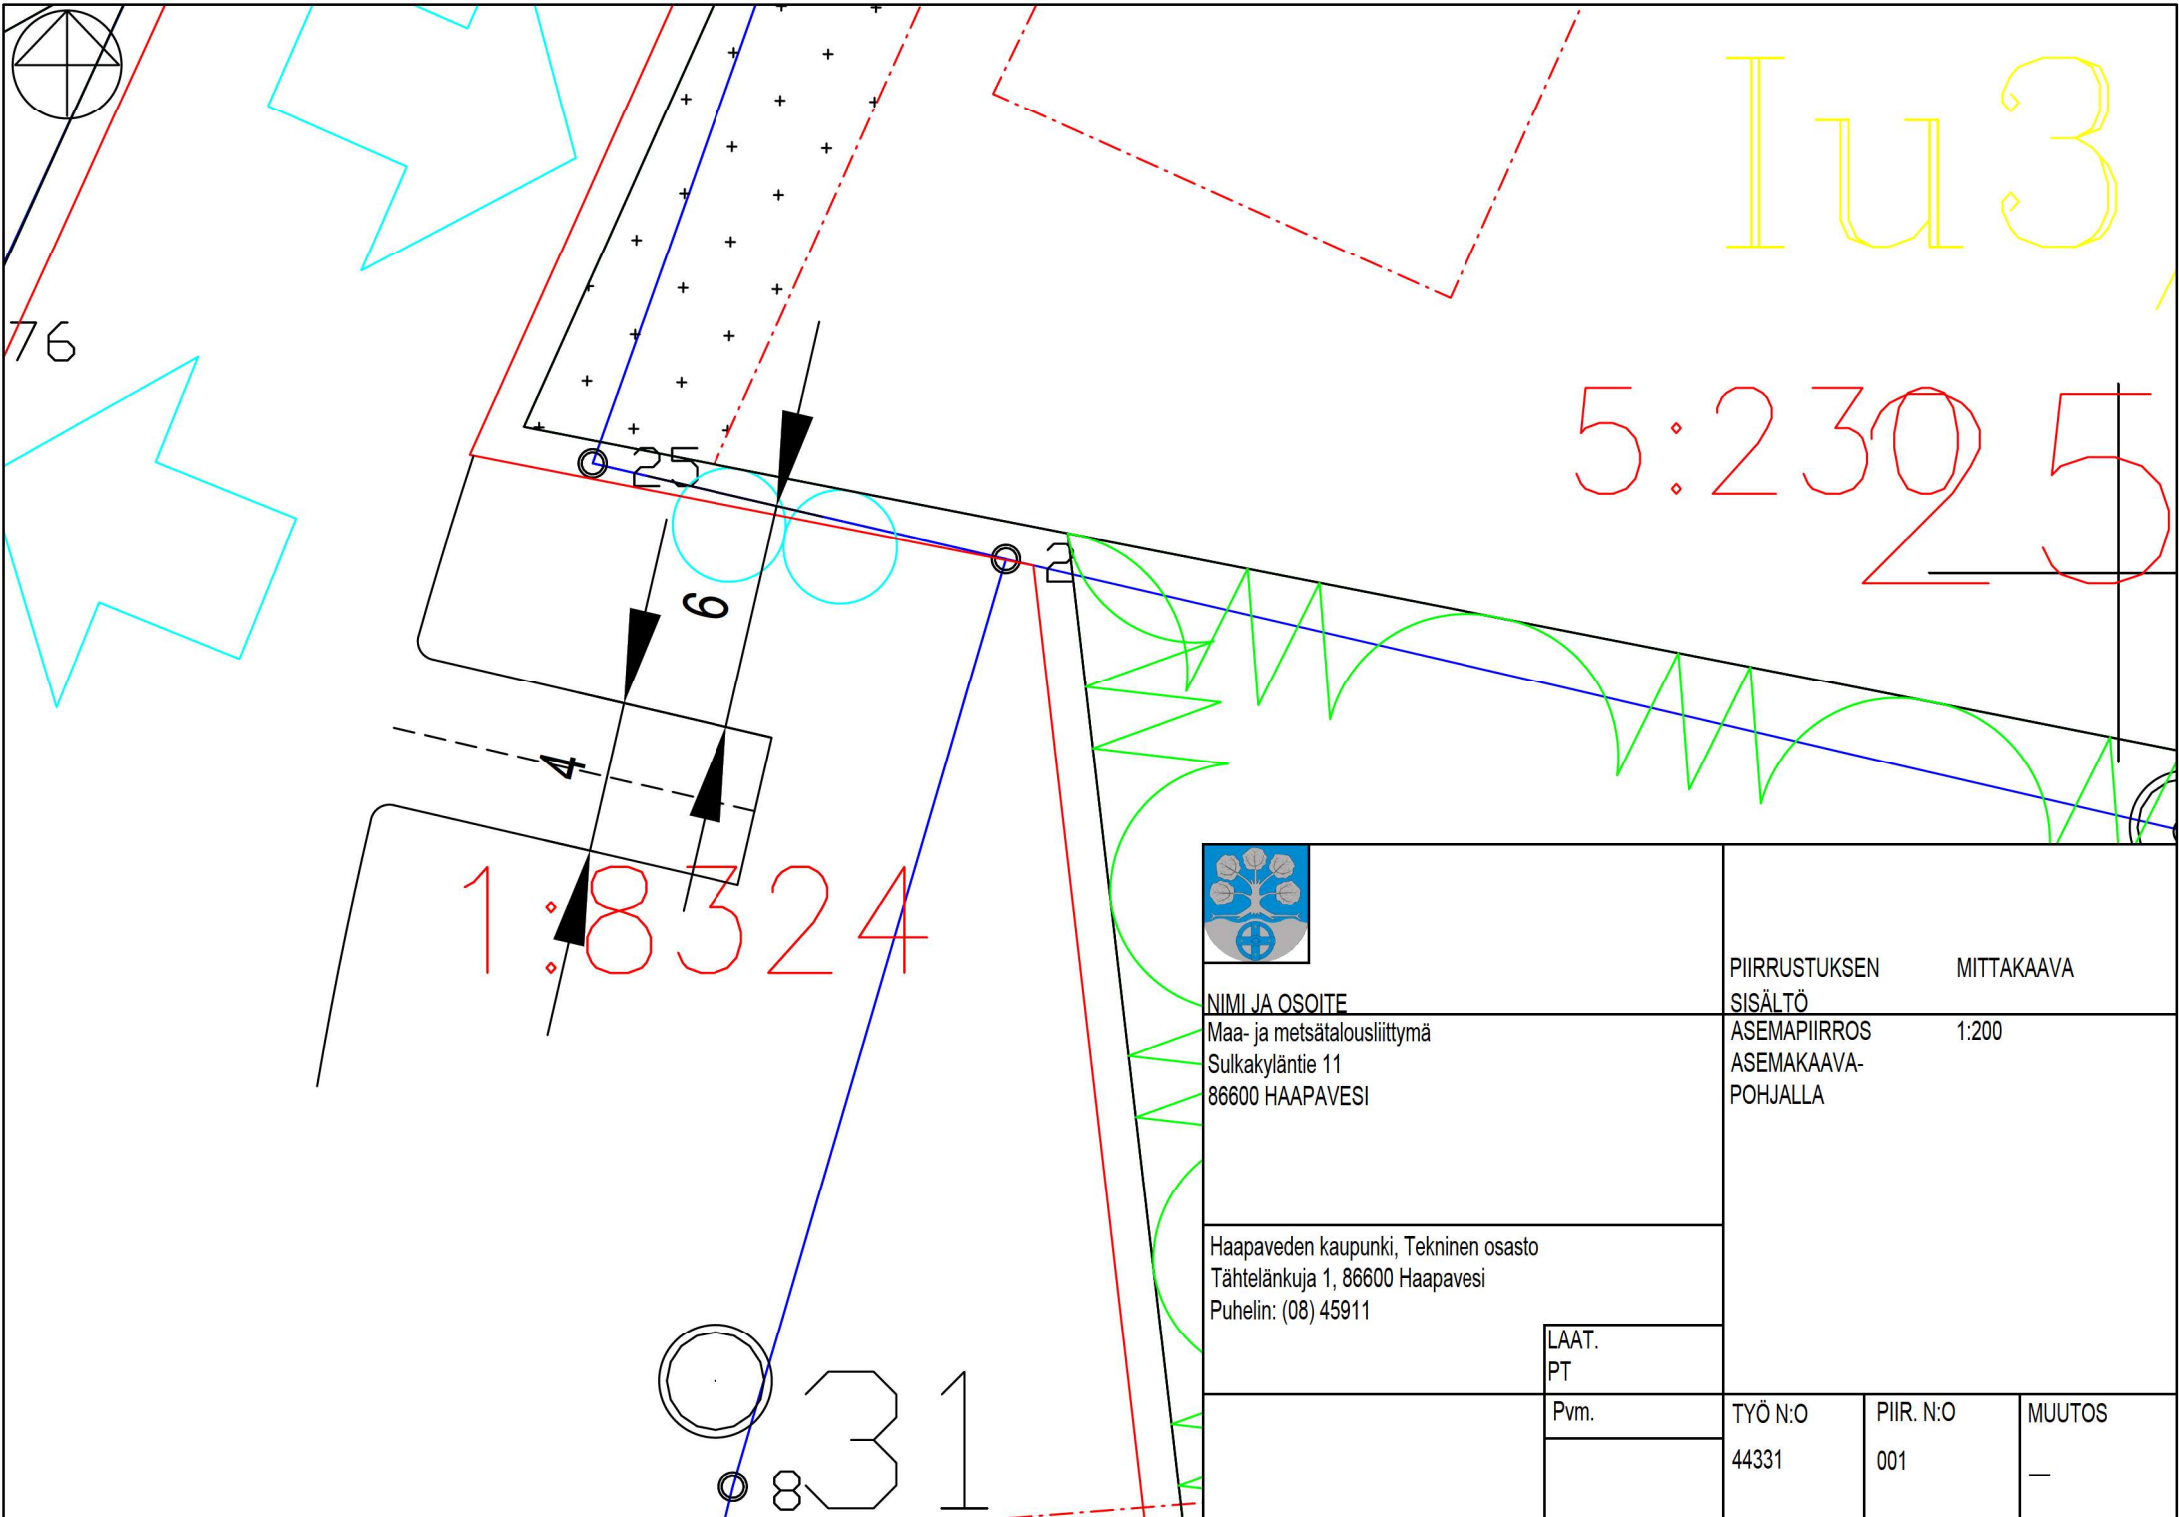 Iu3
76
5:230
25
25
2
6
4
1:8324
31
8
NIMI JA OSOITE
Maa- ja metsätalousliittymä
Sulkakyläntie 11
86600 HAAPAVESI
PIIRRUSTUKSEN MITTAKAAVA
SISÄLTÖ
ASEMAPIIRROS 1:200
ASEMAKAAVA-
POHJALLA
Haapaveden kaupunki, Tekninen osasto
Tähtelänkuja 1, 86600 Haapavesi
Puhelin: (08) 45911
LAAT.
PT
Pvm.
TYÖ N:O PIIR. N:O MUUTOS
44331 001 __